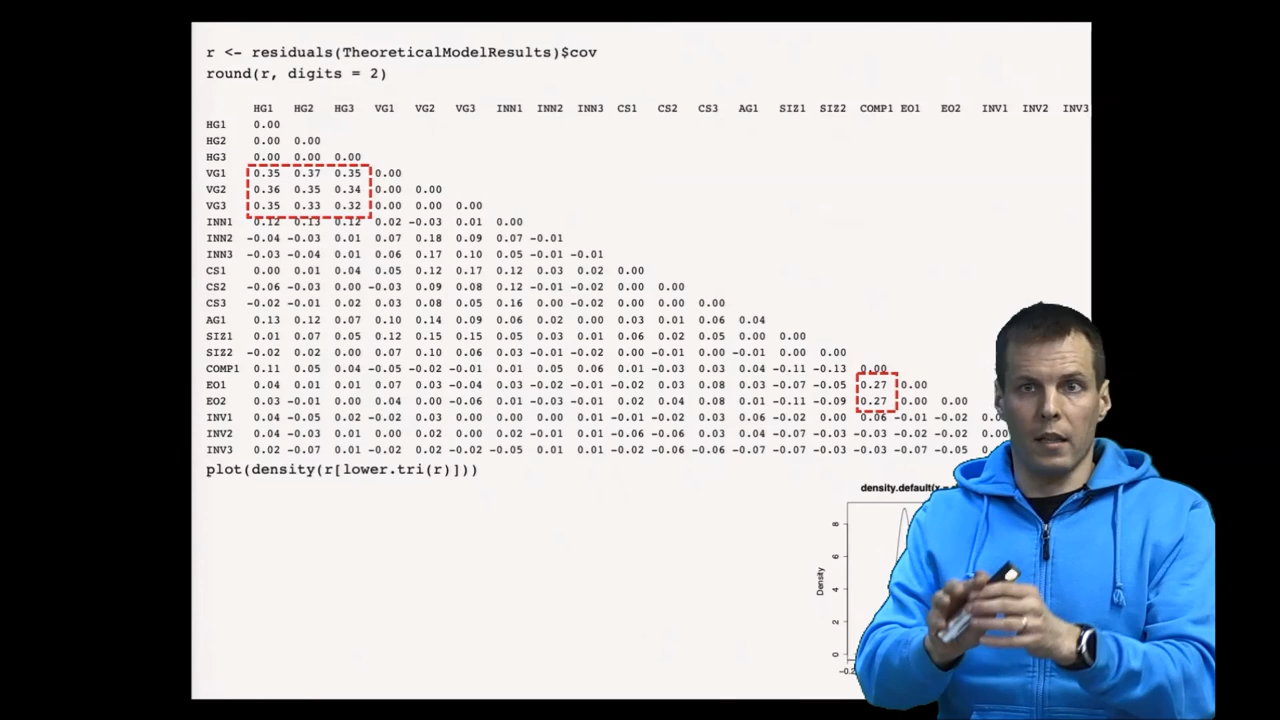 r <- residuals(TheoreticalModelResults)$cov
round(r, digits = 2)
HG1 HG2 HG3 VG1 VG2 VG3 INN1 INN2 INN3 CS1 CS2 CS3 AG1 SIZ1 SIZ2 COMP1 EO1 EO2 INV1 INV2 INV3
HG1 0.00
HG2 0.00 0.00
HG3 0.00 0.00 0.00
VG1 0.35 0.37 0.35 0.00
VG2 0.36 0.35 0.34 0.00 0.00
VG3 0.35 0.33 0.32 0.00 0.00 0.00
INN1 0.12 0.13 0.12 0.02 -0.03 0.01 0.00
INN2 -0.04 -0.03 0.01 0.07 0.18 0.09 0.07 -0.01
INN3 -0.03 -0.04 0.01 0.06 0.17 0.10 0.05 -0.01 -0.01
CS1 0.00 0.01 0.04 0.05 0.12 0.17 0.12 0.03 0.02 0.00
CS2 -0.06 -0.03 0.00 -0.03 0.09 0.08 0.12 -0.01 -0.02 0.00 0.00
CS3 -0.02 -0.01 0.02 0.03 0.08 0.05 0.16 0.00 -0.02 0.00 0.00 0.00
AG1 0.13 0.12 0.07 0.10 0.14 0.09 0.06 0.02 0.00 0.03 0.01 0.06 0.04
SIZ1 0.01 0.07 0.05 0.12 0.15 0.15 0.05 0.03 0.01 0.06 0.02 0.05 0.00 0.00
SIZ2 -0.02 0.02 0.00 0.07 0.10 0.06 0.03 -0.01 -0.02 0.00 -0.01 0.00 -0.01 0.00 0.00
COMP1 0.11 0.05 0.04 -0.05 -0.02 -0.01 0.01 0.05 0.06 0.01 -0.03 0.03 0.04 -0.11 -0.13 0.00
EO1 0.04 0.01 0.01 0.07 0.03 -0.04 0.03 -0.01 0.01 -0.02 0.03 0.08 0.03 -0.07 -0.05 0.27 0.00
EO2 0.03 -0.01 0.00 0.04 0.00 -0.06 0.01 -0.03 0.01 -0.02 0.04 0.08 0.01 -0.11 -0.09 0.27 0.00 0.00
INV1 0.04 -0.05 0.02 0.00 0.02 -0.01 0.03 0.00 0.02 -0.01 -0.02 0.03 0.06 -0.02 0.00 0.06 -0.01 -0.02
INV2 0.04 -0.03 0.01 0.00 0.02 0.00 0.02 -0.01 0.01 -0.06 -0.06 0.03 0.04 -0.07 -0.03 -0.03 -0.02 -0.02 0.00
INV3 0.02 -0.07 0.01 -0.02 0.02 -0.02 -0.05 0.01 0.01 -0.02 -0.06 -0.06 -0.07 -0.07 -0.03 -0.03 -0.07 -0.05
plot(density(r[lower.tri(r)]))
density.default(x =
8
6
4
2
0
Density